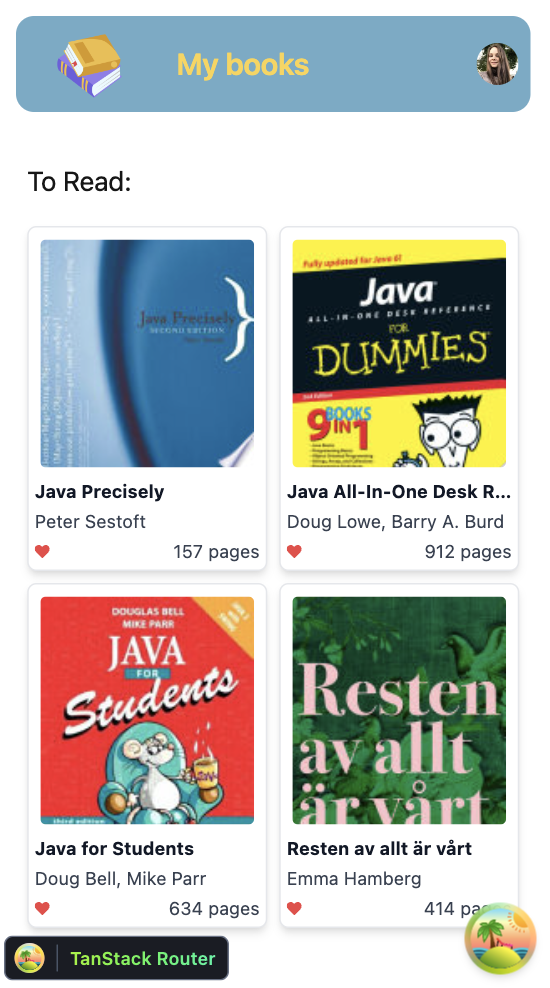 My books
To Read:
Java Precisely
SECOND EDITION
Java Precisely
Peter Sestoft
157 pages
Fully updated for Java 6!
Java
ALL-IN-ONE DESK REFERENCE
FOR
DUMMIES
9 BOOKS
IN 1
Java All-In-One Desk R...
Doug Lowe, Barry A. Burd
912 pages
DOUGLAS BELL
MIKE PARR
JAVA
FOR
Students
third edition
Java for Students
Doug Bell, Mike Parr
634 pages
Resten
av allt
är vårt
Resten av allt är vårt
Emma Hamberg
414 pa
TanStack Router